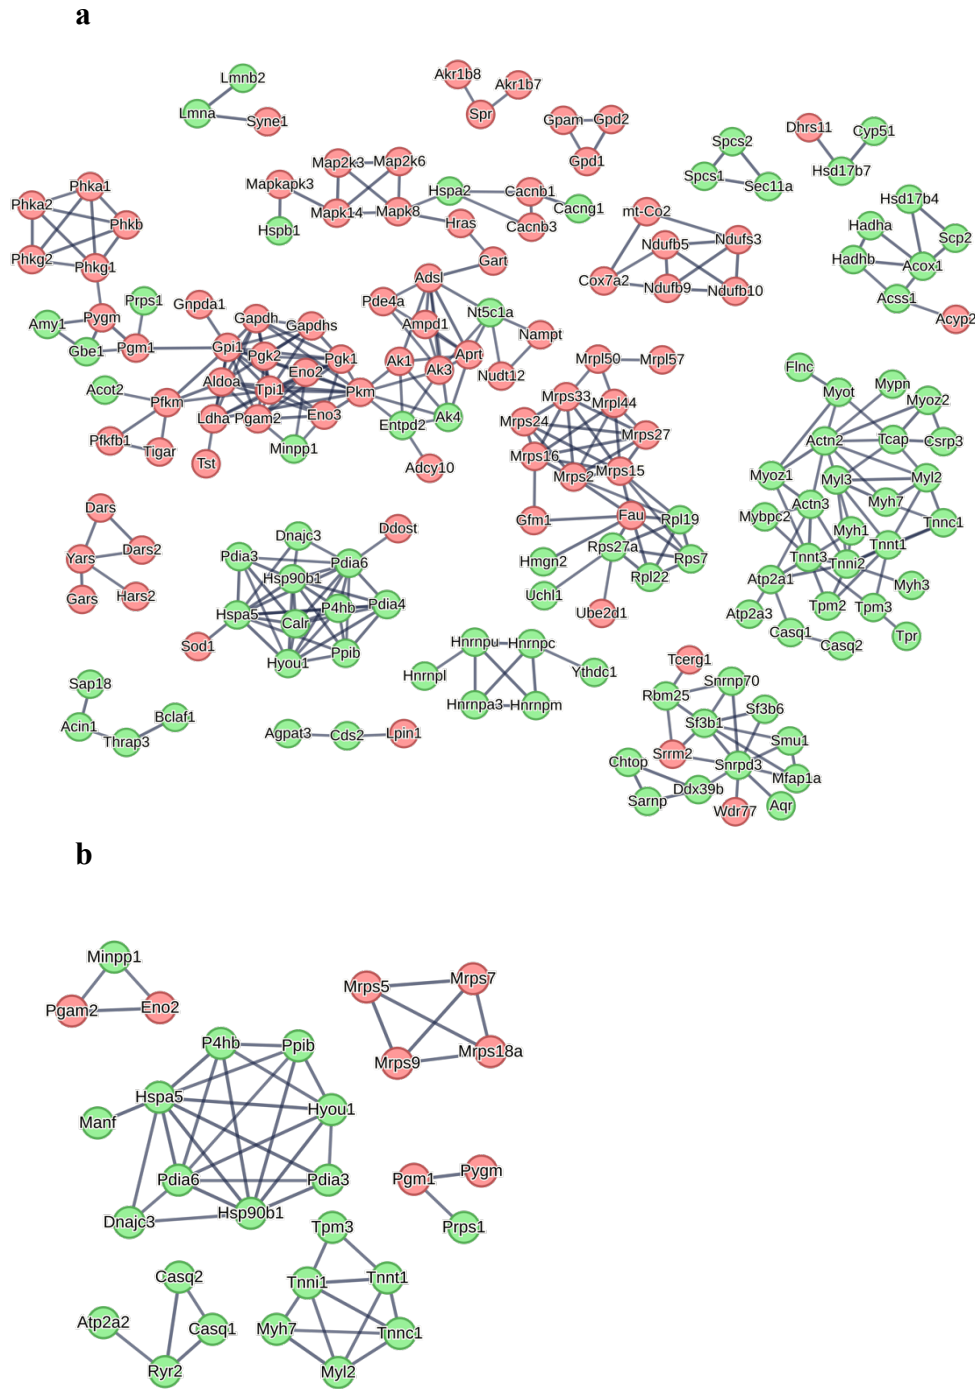 a
Lmnb2
Lmna
Syne1
Akr1b8
Akr1b7
Spr
Gpam
Gpd2
Gpd1
Spcs2
Spcs1
Sec11a
Dhrs11
Cyp51
Hsd17b7
Map2k3
Map2k6
Mapkapk3
Mapk14
Mapk8
Hspb1
Hspa2
Cacnb1
Cacng1
Cacnb3
Hras
Gart
mt-Co2
Ndufb5
Ndufs3
Cox7a2
Ndufb9
Ndufb10
Hsd17b4
Hadha
Scp2
Hadhb
Acox1
Acss1
Acyp2
Phka1
Phka2
Phkb
Phkg2
Phkg1
Pygm
Prps1
Amy1
Gbe1
Pgm1
Gnpda1
Gapdh
Gapdhs
Gpi1
Pgk2
Pgk1
Eno2
Aldoa
Tpi1
Pkm
Acot2
Pfkm
Ldha
Pgam2
Eno3
Pfkfb1
Tigar
Tst
Minpp1
Adsl
Pde4a
Ampd1
Nt5c1a
Nampt
Ak1
Ak3
Aprt
Nudt12
Entpd2
Ak4
Adcy10
Mrpl50
Mrpl57
Mrps33
Mrpl44
Mrps24
Mrps27
Mrps16
Mrps2
Mrps15
Gfm1
Fau
Rpl19
Hmgn2
Rps27a
Rps7
Rpl22
Uchl1
Ube2d1
Flnc
Myot
Mypn
Myoz2
Actn2
Tcap
Csrp3
Myoz1
Myl3
Myl2
Actn3
Myh7
Mybpc2
Myh1
Tnnc1
Tnnt1
Tnnt3
Tnni2
Atp2a1
Myh3
Atp2a3
Tpm2
Tpm3
Casq1
Casq2
Tpr
Dars
Yars
Dars2
Gars
Hars2
Dnajc3
Ddost
Pdia3
Pdia6
Hsp90b1
Hspa5
P4hb
Pdia4
Calr
Sod1
Hyou1
Ppib
Hnrnpu
Hnrnpc
Hnrnpl
Ythdc1
Hnrnpa3
Hnrnpm
Sap18
Acin1
Bclaf1
Thrap3
Agpat3
Cds2
Lpin1
Tcerg1
Snrnp70
Rbm25
Sf3b6
Sf3b1
Smu1
Srrm2
Snrpd3
Chtop
Mfap1a
Ddx39b
Sarnp
Wdr77
Aqr
b
Minpp1
Pgam2
Eno2
Mrps5
Mrps7
Mrps9
Mrps18a
P4hb
Ppib
Hspa5
Hyou1
Manf
Pdia6
Pdia3
Dnajc3
Hsp90b1
Pgm1
Pygm
Prps1
Tpm3
Casq2
Tnni1
Tnnt1
Atp2a2
Casq1
Myh7
Tnnc1
Ryr2
Myl2